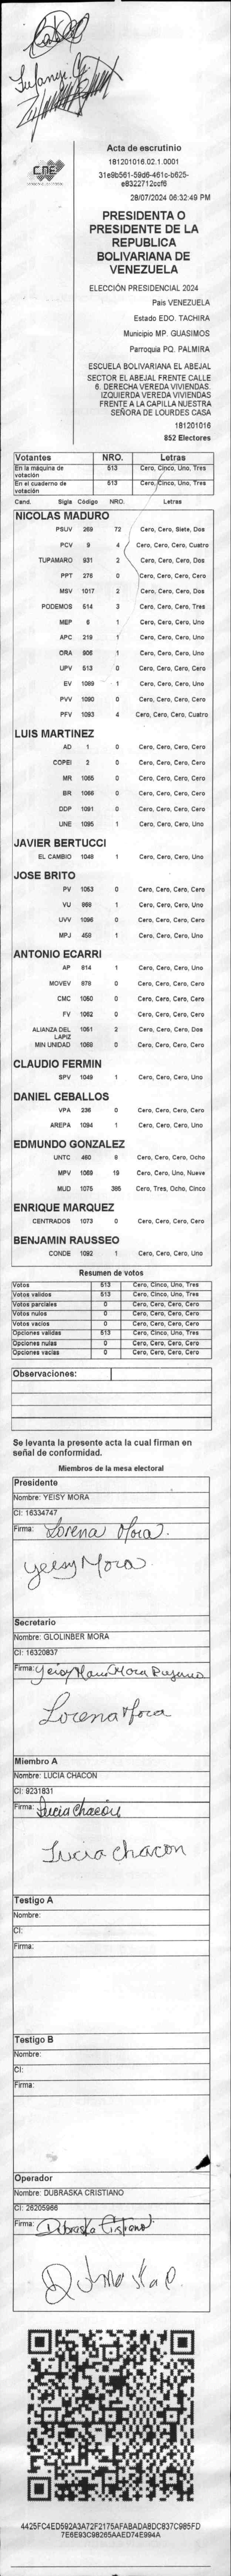 CNE
Acta de escrutinio
181201016.02.1.0001
31e9b561-59d6-461c-b625-
e8322712ccf6
28/07/2024 06:32:49 PM
PRESIDENTA O
PRESIDENTE DE LA
REPUBLICA
BOLIVARIANA DE
VENEZUELA
ELECCIÓN PRESIDENCIAL 2024
País VENEZUELA
Estado EDO. TACHIRA
Municipio MP. GUASIMOS
Parroquia PQ. PALMIRA
ESCUELA BOLIVARIANA EL ABEJAL
SECTOR EL ABEJAL FRENTE CALLE
6. DERECHA VEREDA VIVIENDAS.
IZQUIERDA VEREDA VIVIENDAS
FRENTE A LA CAPILLA NUESTRA
SEÑORA DE LOURDES CASA
181201016
852 Electores
Votantes NRO. Letras
En la máquina de votación 513 Cero, Cinco, Uno, Tres
En el cuaderno de votación 513 Cero, Cinco, Uno, Tres
Cand. Sigla Código NRO. Letras
NICOLAS MADURO
PSUV 269 72 Cero, Cero, Siete, Dos
PCV 9 4 Cero, Cero, Cero, Cuatro
TUPAMARO 931 2 Cero, Cero, Cero, Dos
PPT 276 0 Cero, Cero, Cero, Cero
MSV 1017 2 Cero, Cero, Cero, Dos
PODEMOS 514 3 Cero, Cero, Cero, Tres
MEP 6 1 Cero, Cero, Cero, Uno
APC 219 1 Cero, Cero, Cero, Uno
ORA 906 1 Cero, Cero, Cero, Uno
UPV 513 0 Cero, Cero, Cero, Cero
EV 1089 1 Cero, Cero, Cero, Uno
PVV 1090 0 Cero, Cero, Cero, Cero
PFV 1093 4 Cero, Cero, Cero, Cuatro
LUIS MARTINEZ
AD 1 0 Cero, Cero, Cero, Cero
COPEI 2 0 Cero, Cero, Cero, Cero
MR 1065 0 Cero, Cero, Cero, Cero
BR 1066 0 Cero, Cero, Cero, Cero
DDP 1091 0 Cero, Cero, Cero, Cero
UNE 1095 1 Cero, Cero, Cero, Uno
JAVIER BERTUCCI
EL CAMBIO 1048 1 Cero, Cero, Cero, Uno
JOSE BRITO
PV 1053 0 Cero, Cero, Cero, Cero
VU 868 1 Cero, Cero, Cero, Uno
UVV 1096 0 Cero, Cero, Cero, Cero
MPJ 458 1 Cero, Cero, Cero, Uno
ANTONIO ECARRI
AP 814 1 Cero, Cero, Cero, Uno
MOVEV 878 0 Cero, Cero, Cero, Cero
CMC 1050 0 Cero, Cero, Cero, Cero
FV 1062 0 Cero, Cero, Cero, Cero
ALIANZA DEL LAPIZ 1061 2 Cero, Cero, Cero, Dos
MIN UNIDAD 1068 0 Cero, Cero, Cero, Cero
CLAUDIO FERMIN
SPV 1049 1 Cero, Cero, Cero, Uno
DANIEL CEBALLOS
VPA 236 0 Cero, Cero, Cero, Cero
AREPA 1094 1 Cero, Cero, Cero, Uno
EDMUNDO GONZALEZ
UNTC 460 8 Cero, Cero, Cero, Ocho
MPV 1069 19 Cero, Cero, Uno, Nueve
MUD 1075 385 Cero, Tres, Ocho, Cinco
ENRIQUE MARQUEZ
CENTRADOS 1073 0 Cero, Cero, Cero, Cero
BENJAMIN RAUSSEO
CONDE 1092 1 Cero, Cero, Cero, Uno
Resumen de votos
Votos 513 Cero, Cinco, Uno, Tres
Votos validos 513 Cero, Cinco, Uno, Tres
Votos parciales 0 Cero, Cero, Cero, Cero
Votos nulos 0 Cero, Cero, Cero, Cero
Votos vacios 0 Cero, Cero, Cero, Cero
Opciones validas 513 Cero, Cinco, Uno, Tres
Opciones nulas 0 Cero, Cero, Cero, Cero
Opciones vacias 0 Cero, Cero, Cero, Cero
Observaciones:
Se levanta la presente acta la cual firman en
señal de conformidad.
Miembros de la mesa electoral
Presidente
Nombre: YEISY MORA
CI: 16334747
Firma: Lorena Mora.
Yeisy Mora
Secretario
Nombre: GLOLINBER MORA
CI: 16320837
Firma: Yeisy Mora
Lorena Mora
Miembro A
Nombre: LUCIA CHACON
CI: 9231831
Firma: Lucia Chacón
Lucia Chacon
Testigo A
Nombre:
CI:
Firma:
Testigo B
Nombre:
CI:
Firma:
Operador
Nombre: DUBRASKA CRISTIANO
CI: 26205966
Firma: Dubraska Cristiano
Dubraska C.
4425FC4ED592A3A72F2175AFABADA8DC837C985FD
7E6E93C98265AAED74E994A